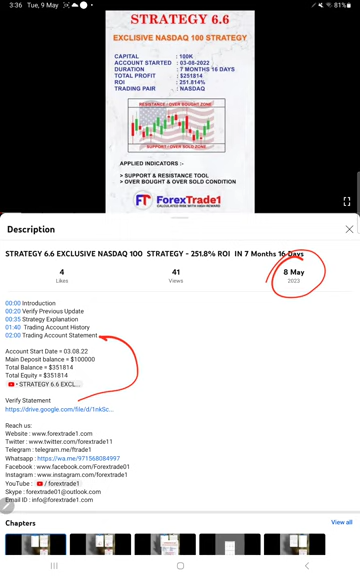 3:36 Tue, 9 May
81%
STRATEGY 6.6
EXCLUSIVE NASDAQ 100 STRATEGY
CAPITAL : 100K
ACCOUNT STARTED : 03-08-2022
DURATION : 7 MONTHS 16 DAYS
TOTAL PROFIT : $251814
ROI : 251.814%
TRADING PAIR : NASDAQ
RESISTANCE / OVER BOUGHT ZONE
SUPPORT / OVER SOLD ZONE
APPLIED INDICATORS :-
> SUPPORT & RESISTANCE TOOL
> OVER BOUGHT & OVER SOLD CONDITION
FT ForexTrade1
CALCULATED RISK WITH HIGH REWARD
Description
STRATEGY 6.6 EXCLUSIVE NASDAQ 100 STRATEGY - 251.8% ROI IN 7 Months 16 Days
4 41 8 May
Likes Views 2023
00:00 Introduction
00:20 Verify Previous Update
00:35 Strategy Explanation
01:40 Trading Account History
02:00 Trading Account Statement
Account Start Date = 03.08.22
Main Deposit balance = $100000
Total Balance = $351814
Total Equity = $351814
• STRATEGY 6.6 EXCL...
Verify Statement
https://drive.google.com/file/d/1nkSc...
Reach us:
Website : www.forextrade1.com
Twitter : www.twitter.com/forextrade11
Telegram : telegram.me/ftrade1
Whatsapp : https://wa.me/971568084997
Facebook : www.facebook.com/Forextrade01
Instagram : www.instagram.com/forextrade1
YouTube : / forextrade1
Skype : forextrade01@outlook.com
Email ID : info@forextrade1.com
Chapters View all